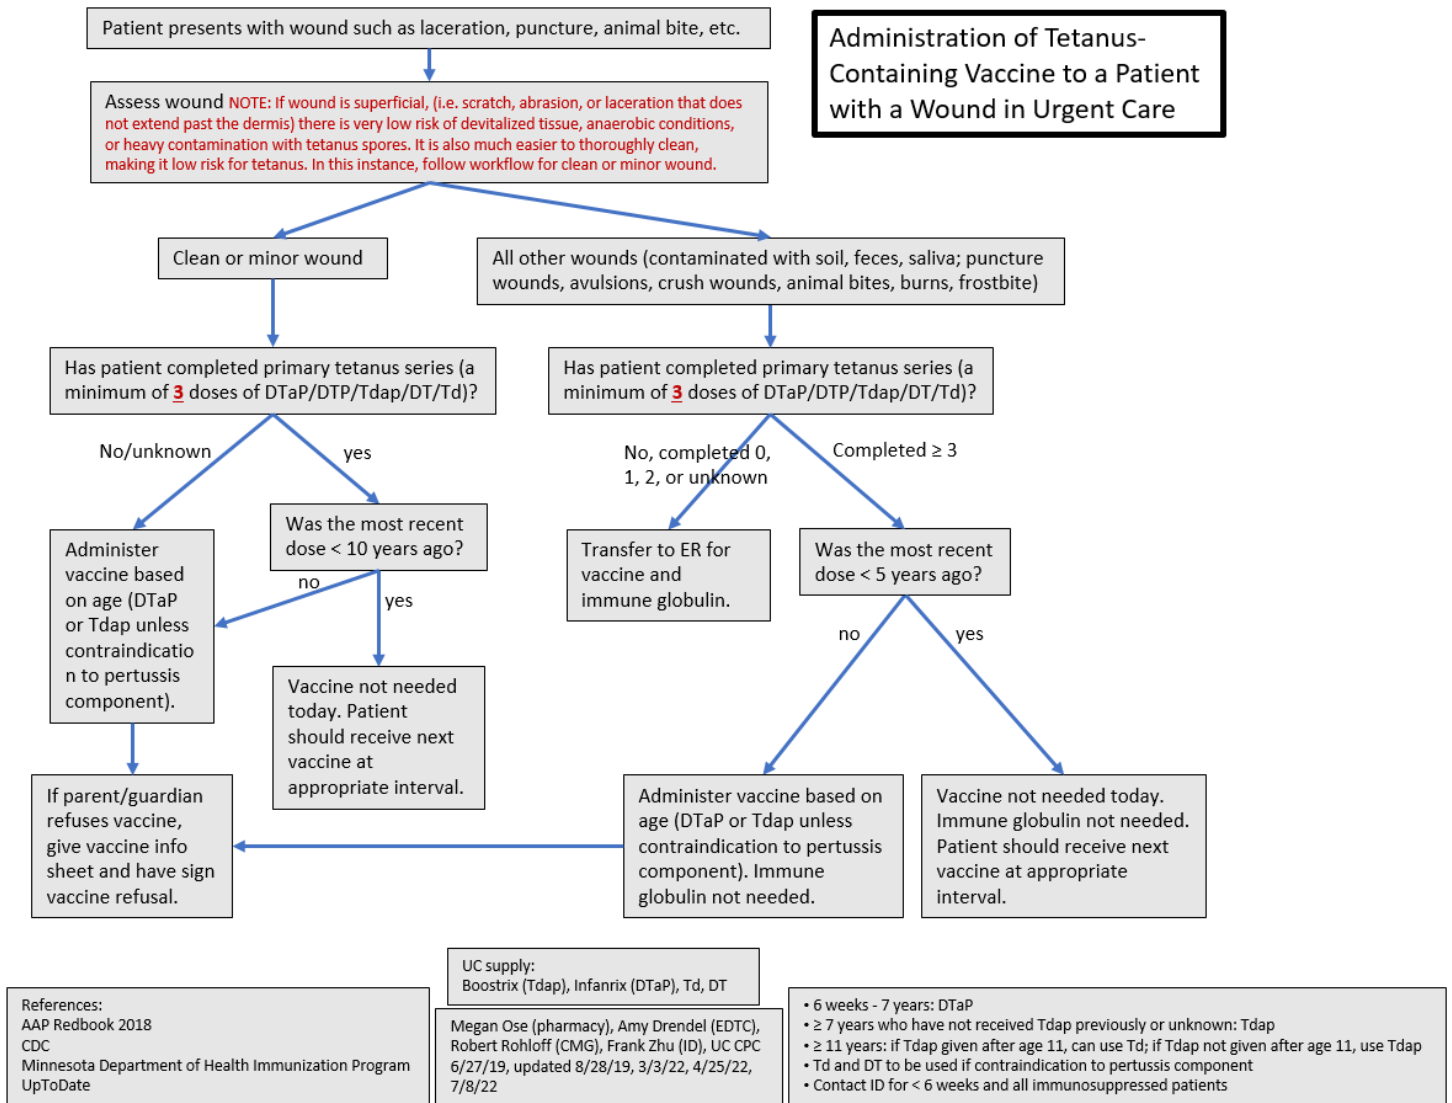 Patient presents with wound such as laceration, puncture, animal bite, etc.
Administration of Tetanus-
Containing Vaccine to a Patient
with a Wound in Urgent Care
Assess wound NOTE: If wound is superficial, (i.e. scratch, abrasion, or laceration that does
not extend past the dermis) there is very low risk of devitalized tissue, anaerobic conditions,
or heavy contamination with tetanus spores. It is also much easier to thoroughly clean,
making it low risk for tetanus. In this instance, follow workflow for clean or minor wound.
Clean or minor wound
All other wounds (contaminated with soil, feces, saliva; puncture
wounds, avulsions, crush wounds, animal bites, burns, frostbite)
Has patient completed primary tetanus series (a
minimum of 3 doses of DTaP/DTP/Tdap/DT/Td)?
Has patient completed primary tetanus series (a
minimum of 3 doses of DTaP/DTP/Tdap/DT/Td)?
No/unknown
yes
No, completed 0,
1, 2, or unknown
Completed ≥ 3
Administer
vaccine based
on age (DTaP
or Tdap unless
contraindicatio
n to pertussis
component).
Was the most recent
dose < 10 years ago?
no
yes
Transfer to ER for
vaccine and
immune globulin.
Was the most recent
dose < 5 years ago?
no
yes
Vaccine not needed
today. Patient
should receive next
vaccine at
appropriate interval.
If parent/guardian
refuses vaccine,
give vaccine info
sheet and have sign
vaccine refusal.
Administer vaccine based on
age (DTaP or Tdap unless
contraindication to pertussis
component). Immune
globulin not needed.
Vaccine not needed today.
Immune globulin not needed.
Patient should receive next
vaccine at appropriate
interval.
UC supply:
Boostrix (Tdap), Infanrix (DTaP), Td, DT
References:
AAP Redbook 2018
CDC
Minnesota Department of Health Immunization Program
UpToDate
Megan Ose (pharmacy), Amy Drendel (EDTC),
Robert Rohloff (CMG), Frank Zhu (ID), UC CPC
6/27/19, updated 8/28/19, 3/3/22, 4/25/22,
7/8/22
• 6 weeks - 7 years: DTaP
• ≥ 7 years who have not received Tdap previously or unknown: Tdap
• ≥ 11 years: if Tdap given after age 11, can use Td; if Tdap not given after age 11, use Tdap
• Td and DT to be used if contraindication to pertussis component
• Contact ID for < 6 weeks and all immunosuppressed patients